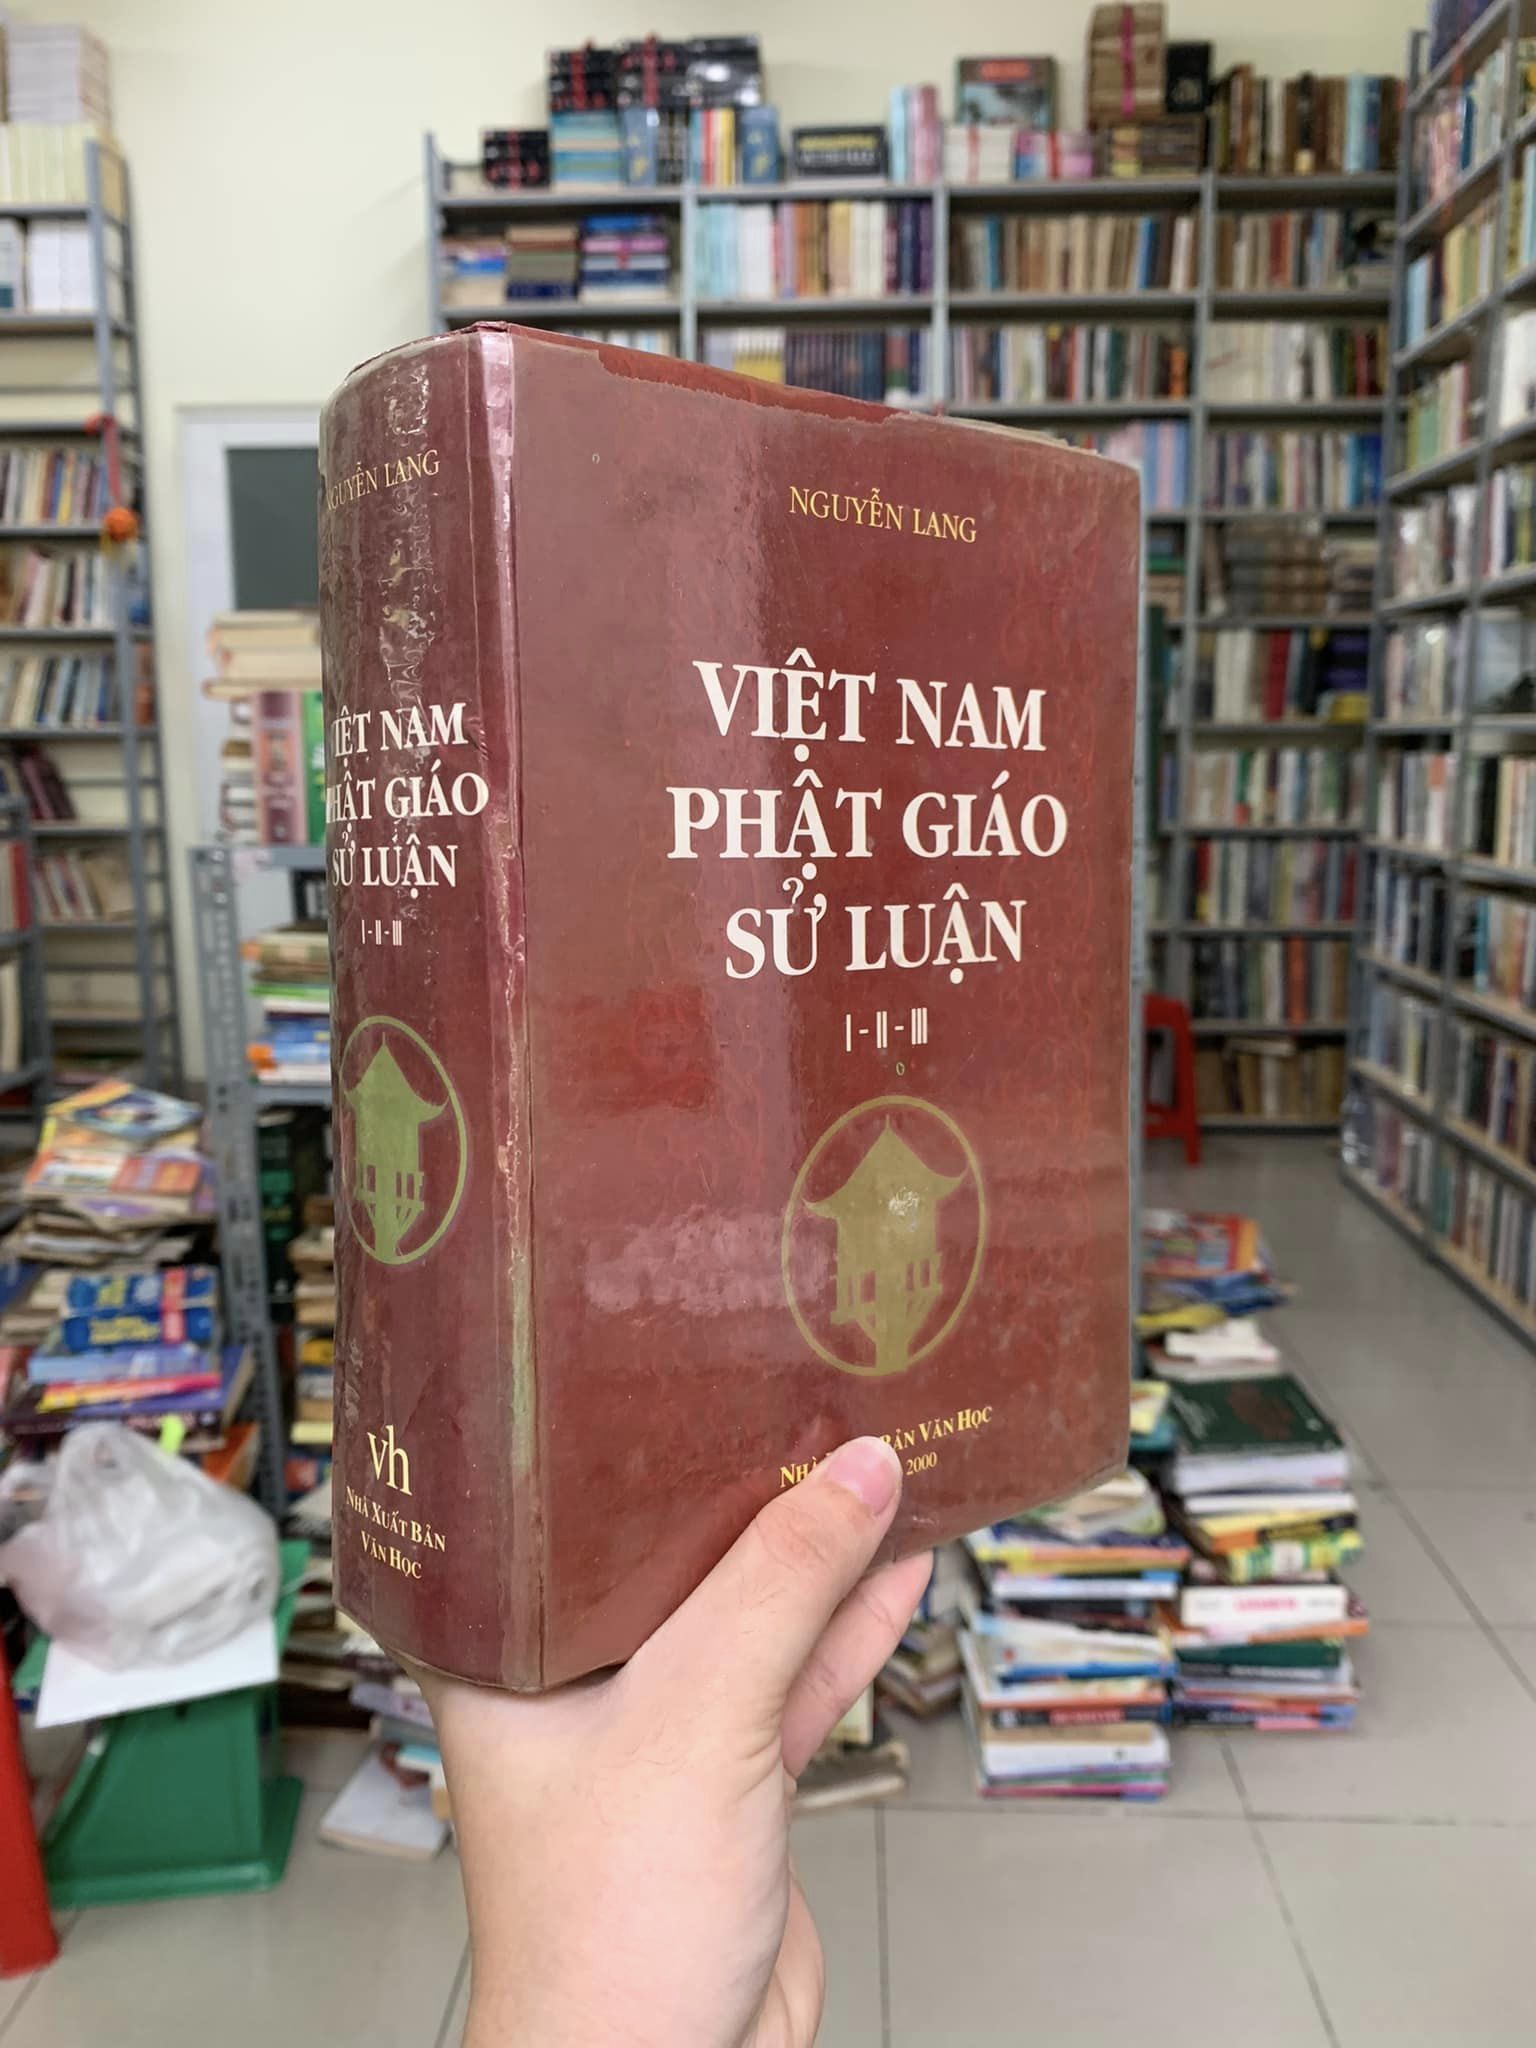 NGUYỄN LANG
VIỆT NAM
PHẬT GIÁO
SỬ LUẬN
I - II - III
vh
NHÀ XUẤT BẢN
VĂN HỌC
NGUYỄN LANG
VIỆT NAM
PHẬT GIÁO
SỬ LUẬN
I - II - III
NHÀ BẢN VĂN HỌC
2000